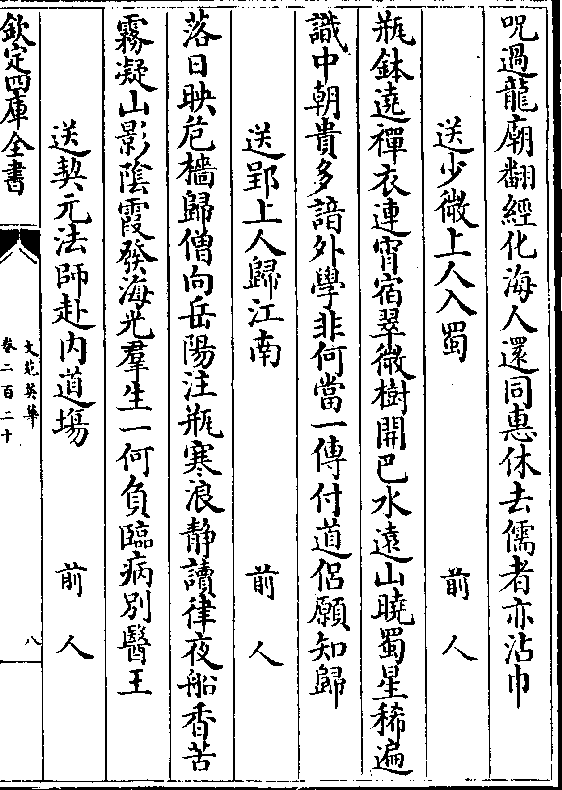 呪過龍廟翻經化海人還同惠休去儒者亦沾巾
送少微上人入蜀 前人
瓶鉢遶禪衣連宵宿翠微樹開巴水遠山曉蜀星稀遍
識中朝貴多諳外學非何當一傳付道侣願知歸
送郢上人歸江南 前人
落日映危檣歸僧向岳陽注瓶寒浪静讀律夜船香苦
霧凝山影陰霞發海光羣生一何負臨病别醫王
送契元法師赴内道場 前人
欽定四庫全書
文苑英華
卷二百二十
八